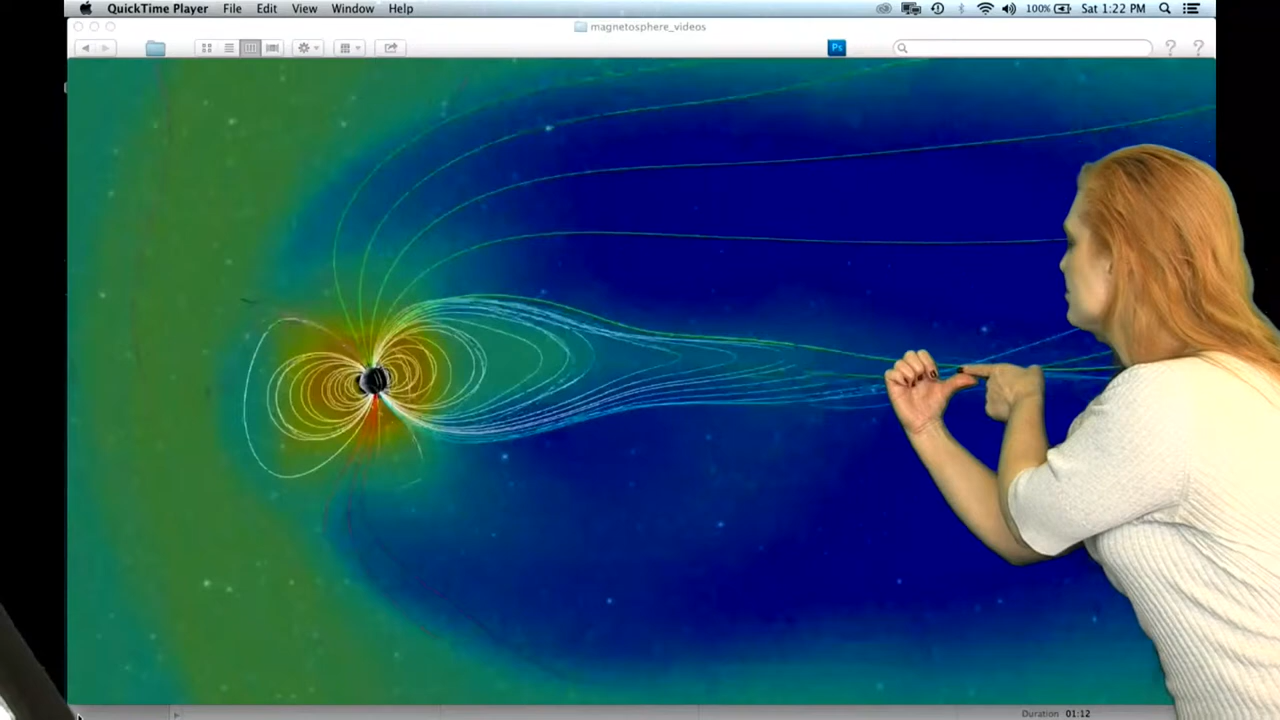 QuickTime Player File Edit View Window Help 100% Sat 1:22 PM
magnetosphere_videos
Ps
? ?
Duration 01:12